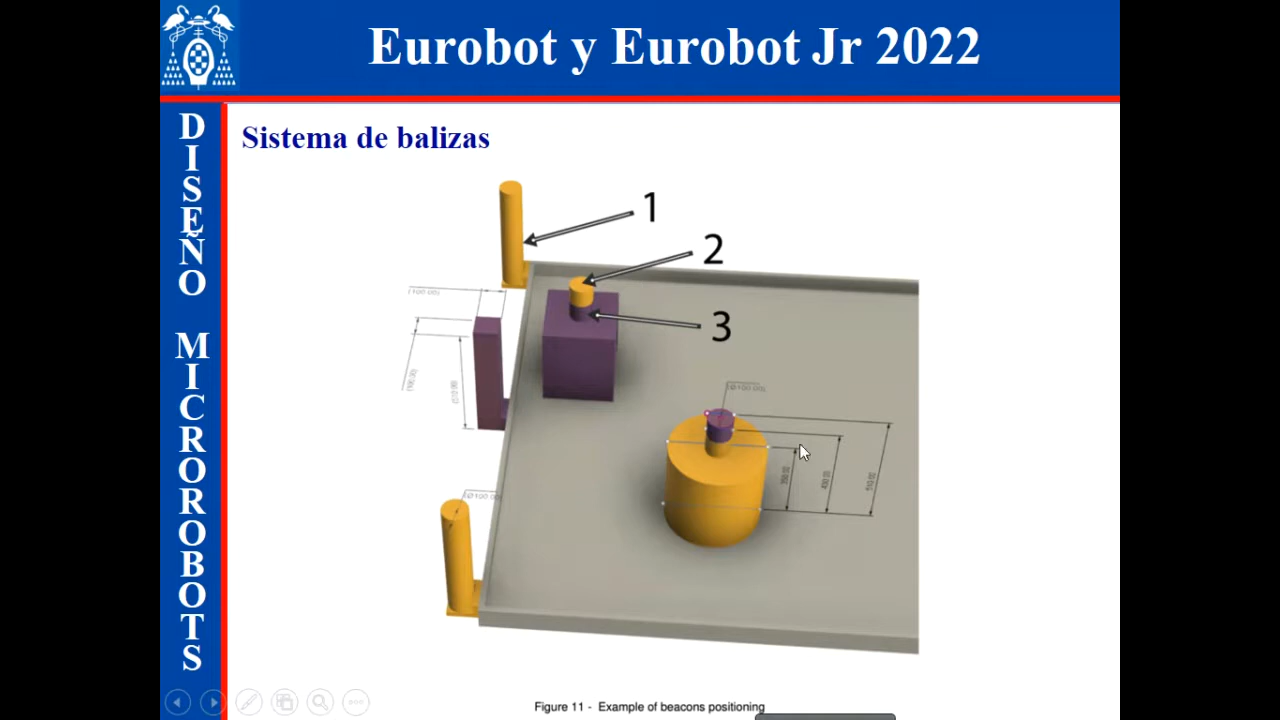 Eurobot y Eurobot Jr 2022
DISEÑO MICROROBOTS
Sistema de balizas
1
2
3
Figure 11 - Example of beacons positioning